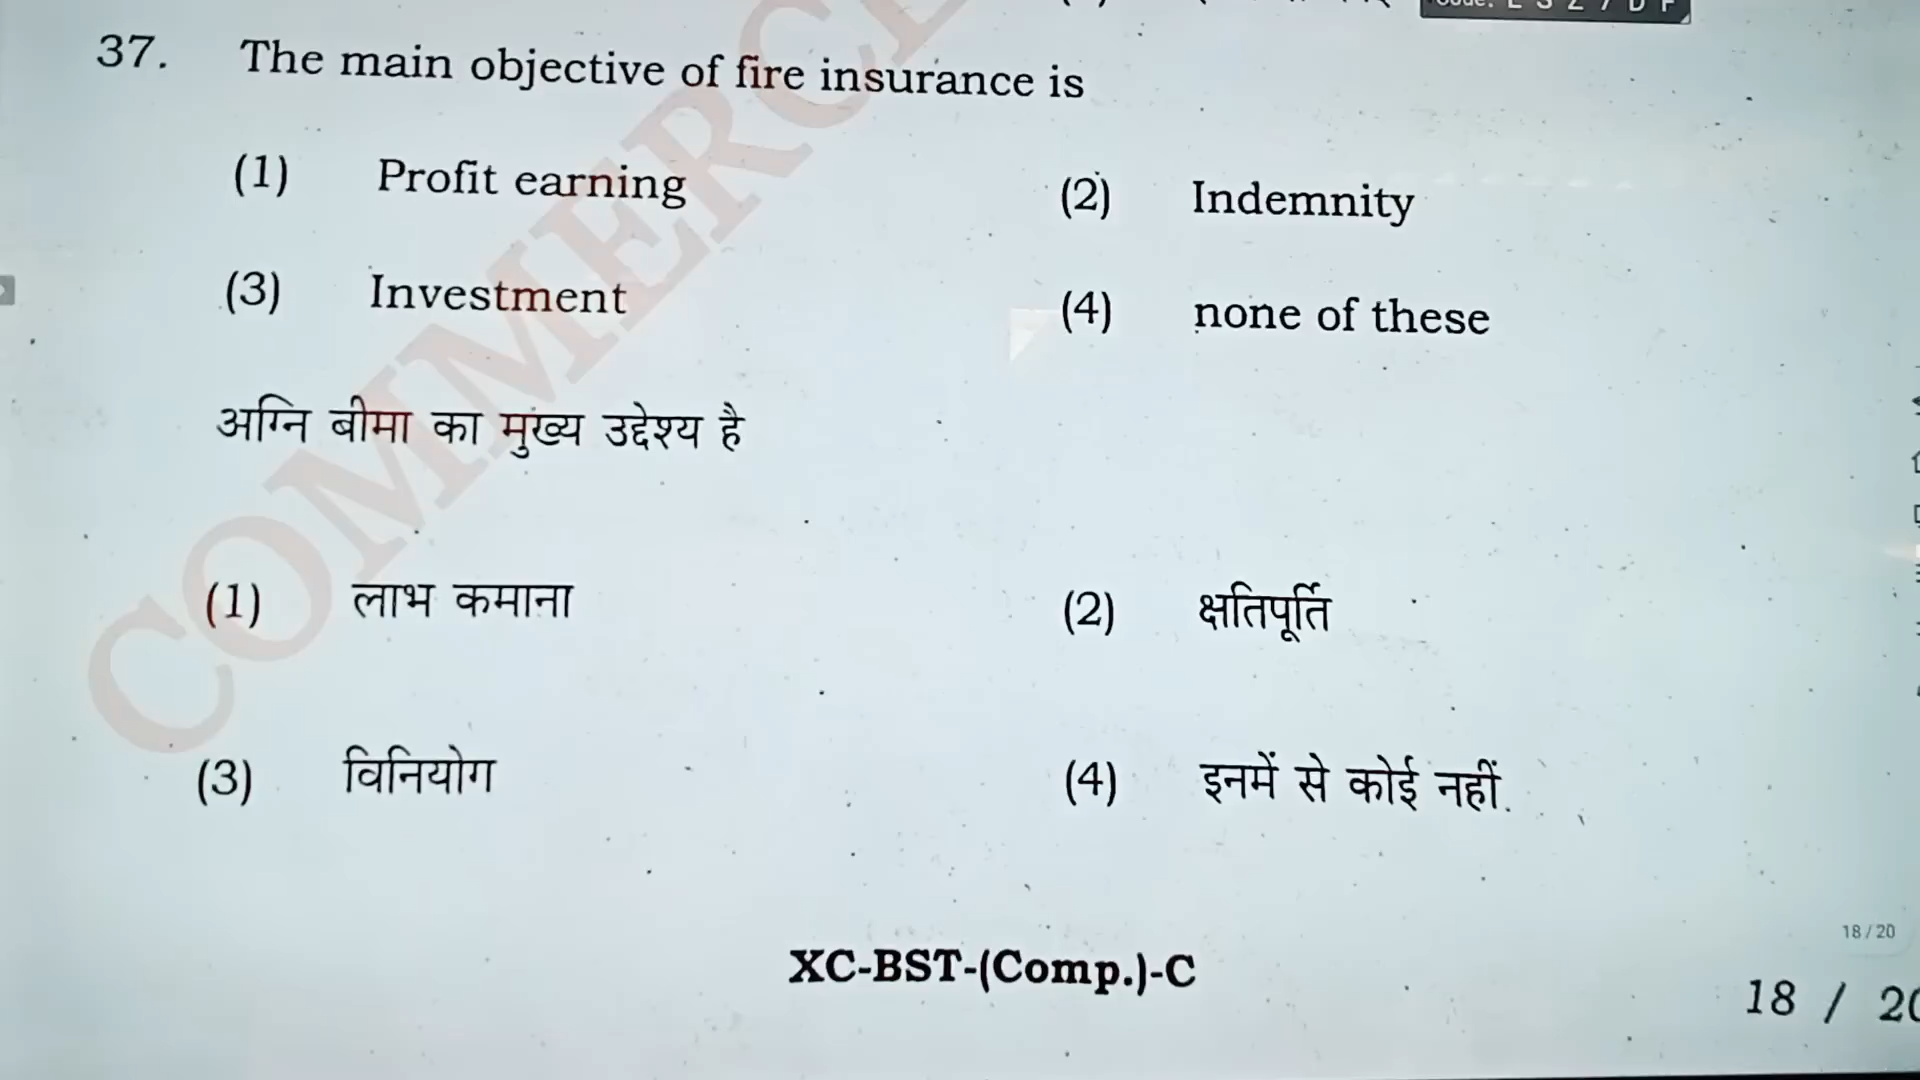 37. The main objective of fire insurance is
(1) Profit earning (2) Indemnity
(3) Investment (4) none of these
अग्नि बीमा का मुख्य उद्देश्य है
(1) लाभ कमाना (2) क्षतिपूर्ति
(3) विनियोग (4) इनमें से कोई नहीं.
18 / 20
XC-BST-(Comp.)-C
18 / 20
COMMERCE